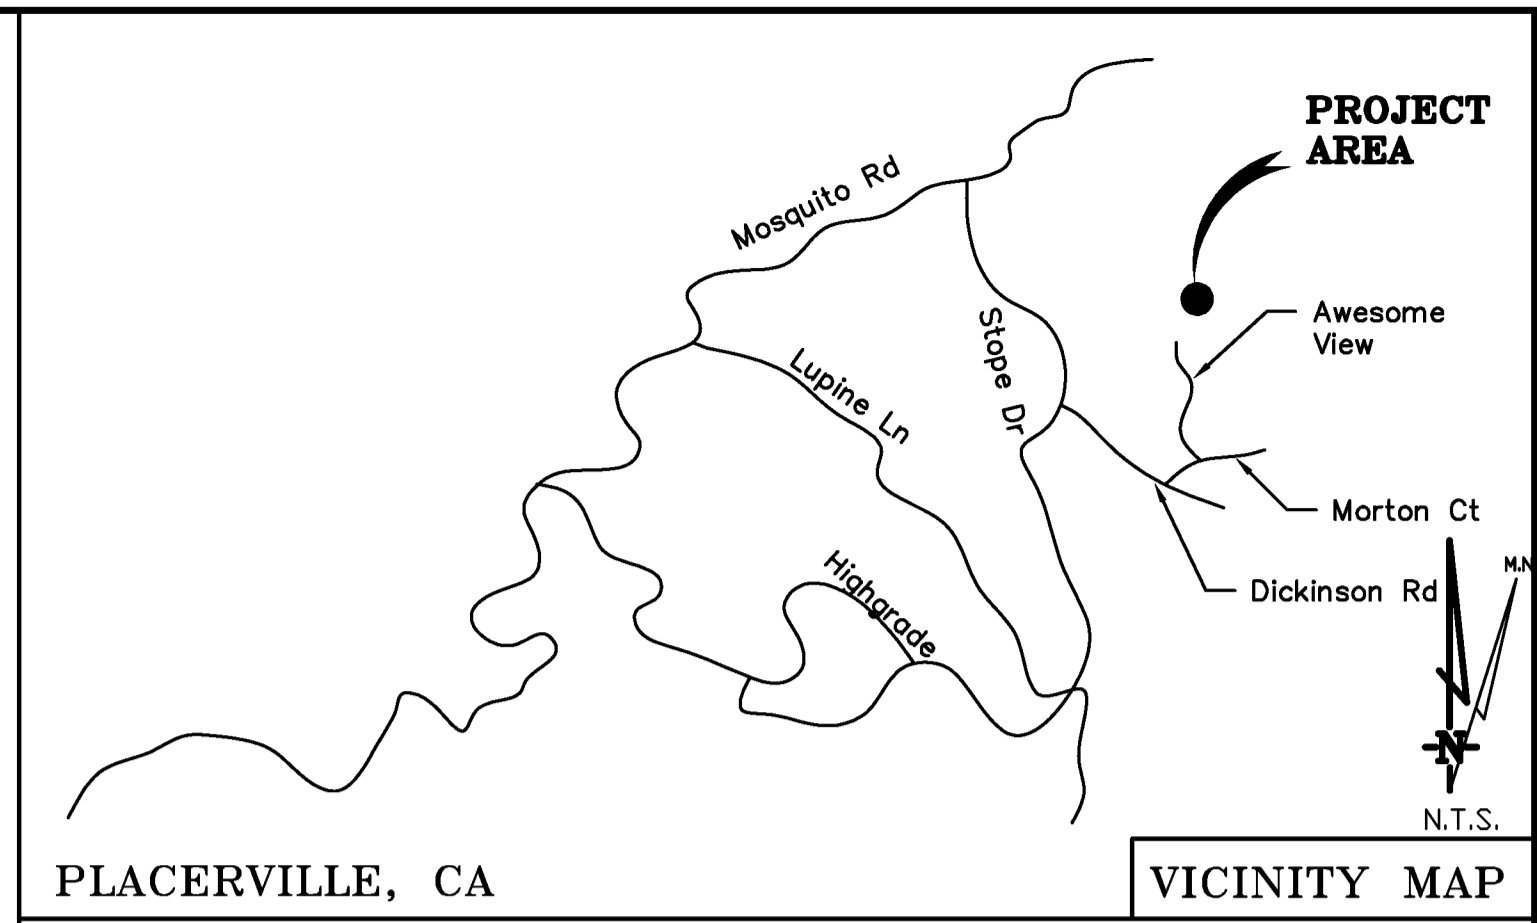 PROJECT
AREA
Mosquito Rd
Awesome
View
Stope Dr
Lupine Ln
Morton Ct
Highgrade
M.N
Dickinson Rd
N
N.T.S.
PLACERVILLE, CA
VICINITY MAP